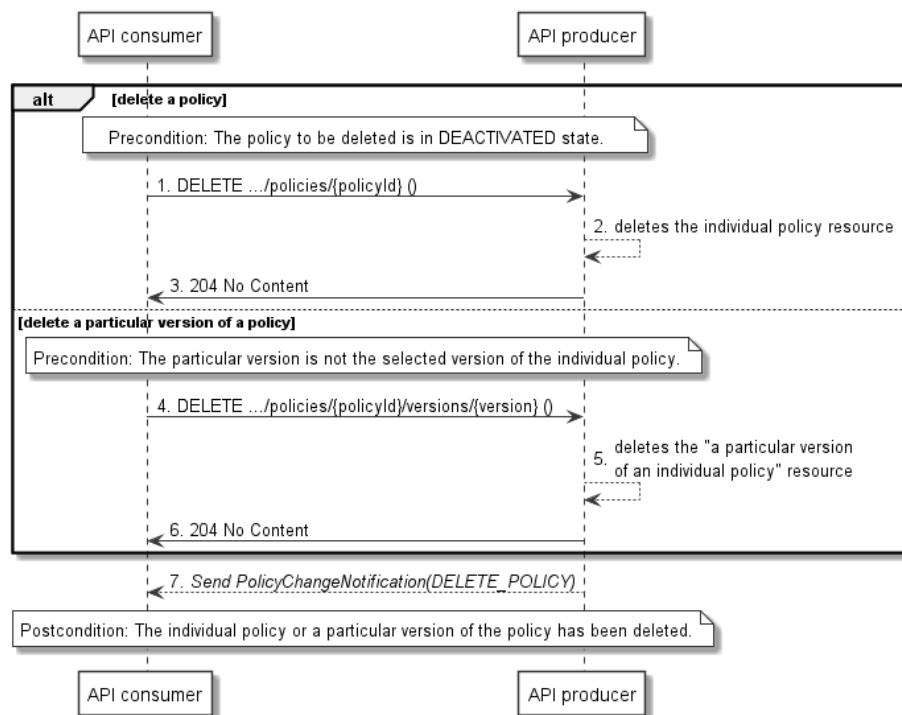 API consumer
API producer
alt
[delete a policy]
Precondition: The policy to be deleted is in DEACTIVATED state.
1. DELETE .../policies/{policyId} ()
2. deletes the individual policy resource
3. 204 No Content
[delete a particular version of a policy]
Precondition: The particular version is not the selected version of the individual policy.
4. DELETE .../policies/{policyId}/versions/{version} ()
5. deletes the "a particular version
of an individual policy" resource
6. 204 No Content
7. Send PolicyChangeNotification(DELETE_POLICY)
Postcondition: The individual policy or a particular version of the policy has been deleted.
API consumer
API producer